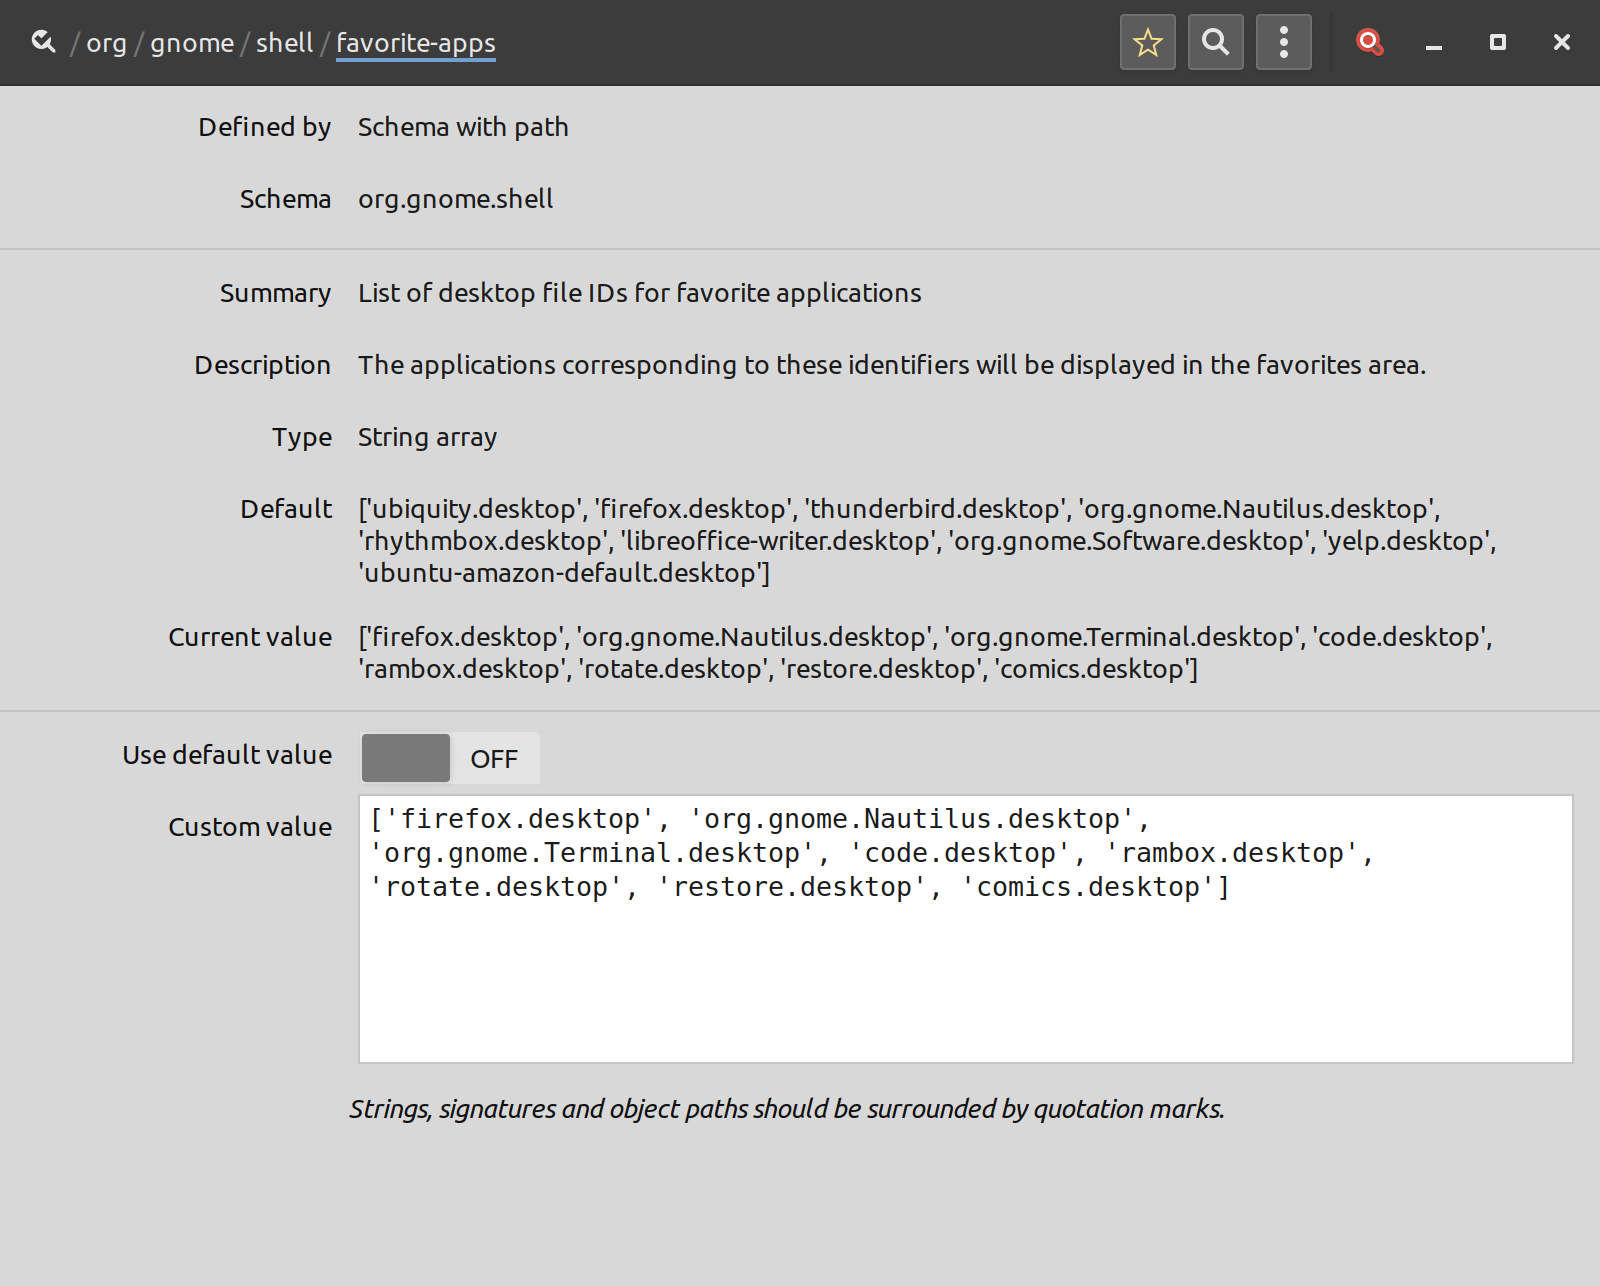 / org / gnome / shell / favorite-apps
Defined by Schema with path
Schema org.gnome.shell
Summary List of desktop file IDs for favorite applications
Description The applications corresponding to these identifiers will be displayed in the favorites area.
Type String array
Default ['ubiquity.desktop', 'firefox.desktop', 'thunderbird.desktop', 'org.gnome.Nautilus.desktop',
'rhythmbox.desktop', 'libreoffice-writer.desktop', 'org.gnome.Software.desktop', 'yelp.desktop',
'ubuntu-amazon-default.desktop']
Current value ['firefox.desktop', 'org.gnome.Nautilus.desktop', 'org.gnome.Terminal.desktop', 'code.desktop',
'rambox.desktop', 'rotate.desktop', 'restore.desktop', 'comics.desktop']
Use default value OFF
Custom value ['firefox.desktop', 'org.gnome.Nautilus.desktop',
'org.gnome.Terminal.desktop', 'code.desktop', 'rambox.desktop',
'rotate.desktop', 'restore.desktop', 'comics.desktop']
Strings, signatures and object paths should be surrounded by quotation marks.